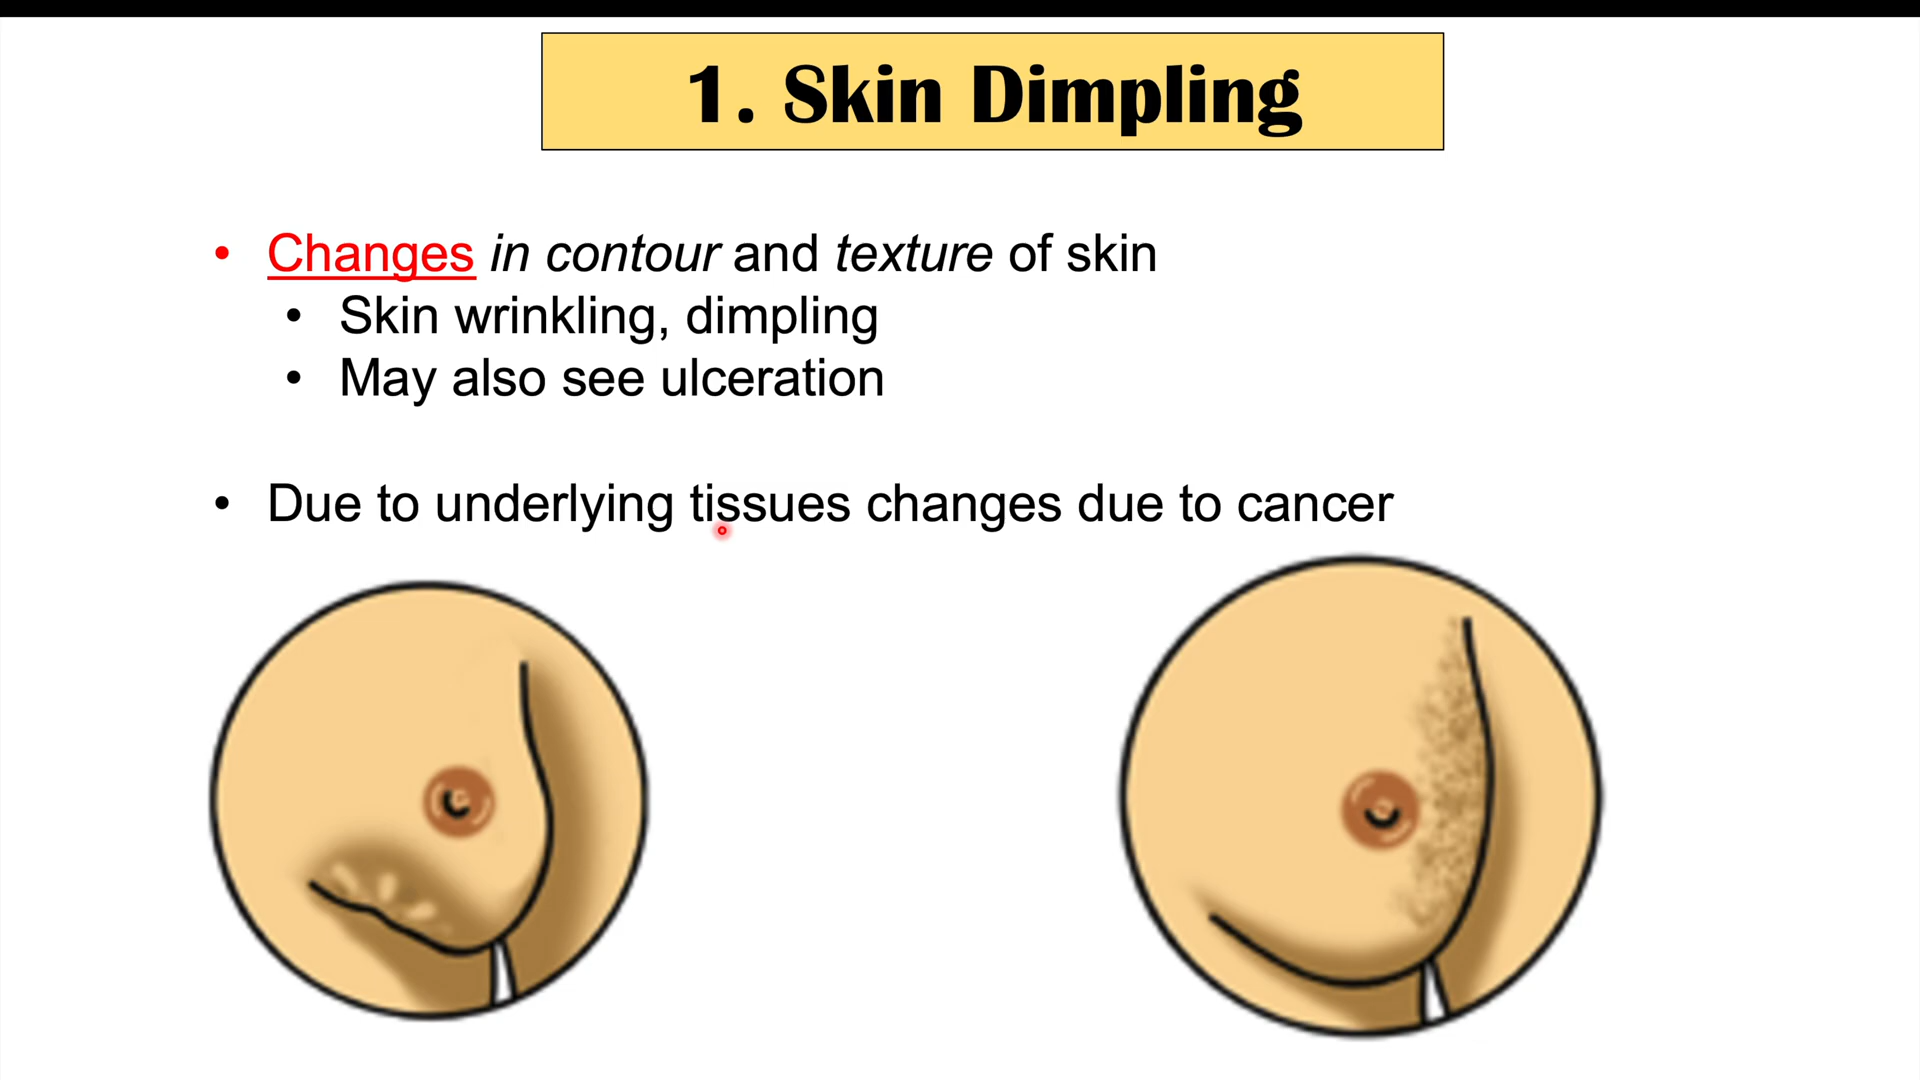 1. Skin Dimpling
• Changes in contour and texture of skin
• Skin wrinkling, dimpling
• May also see ulceration
• Due to underlying tissues changes due to cancer